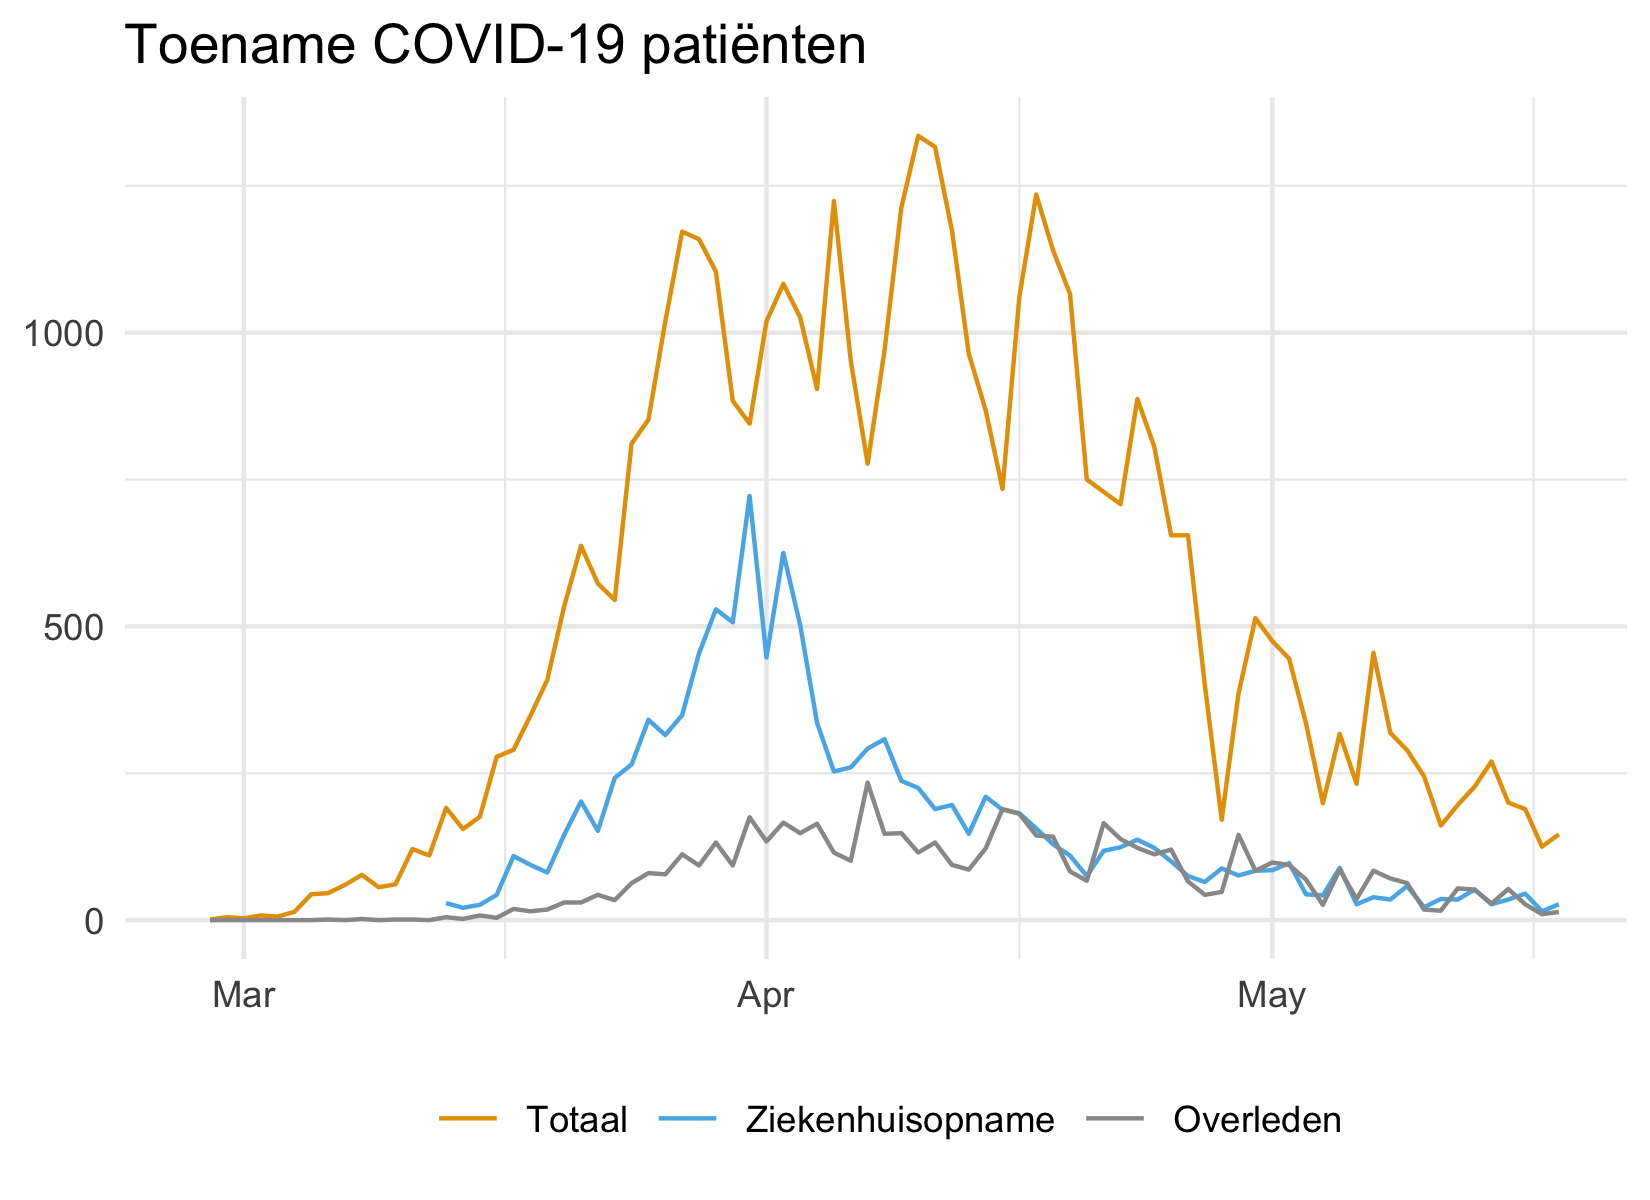 Toename COVID-19 patiënten
1000
500
0
Mar Apr May
Totaal Ziekenhuisopname Overleden